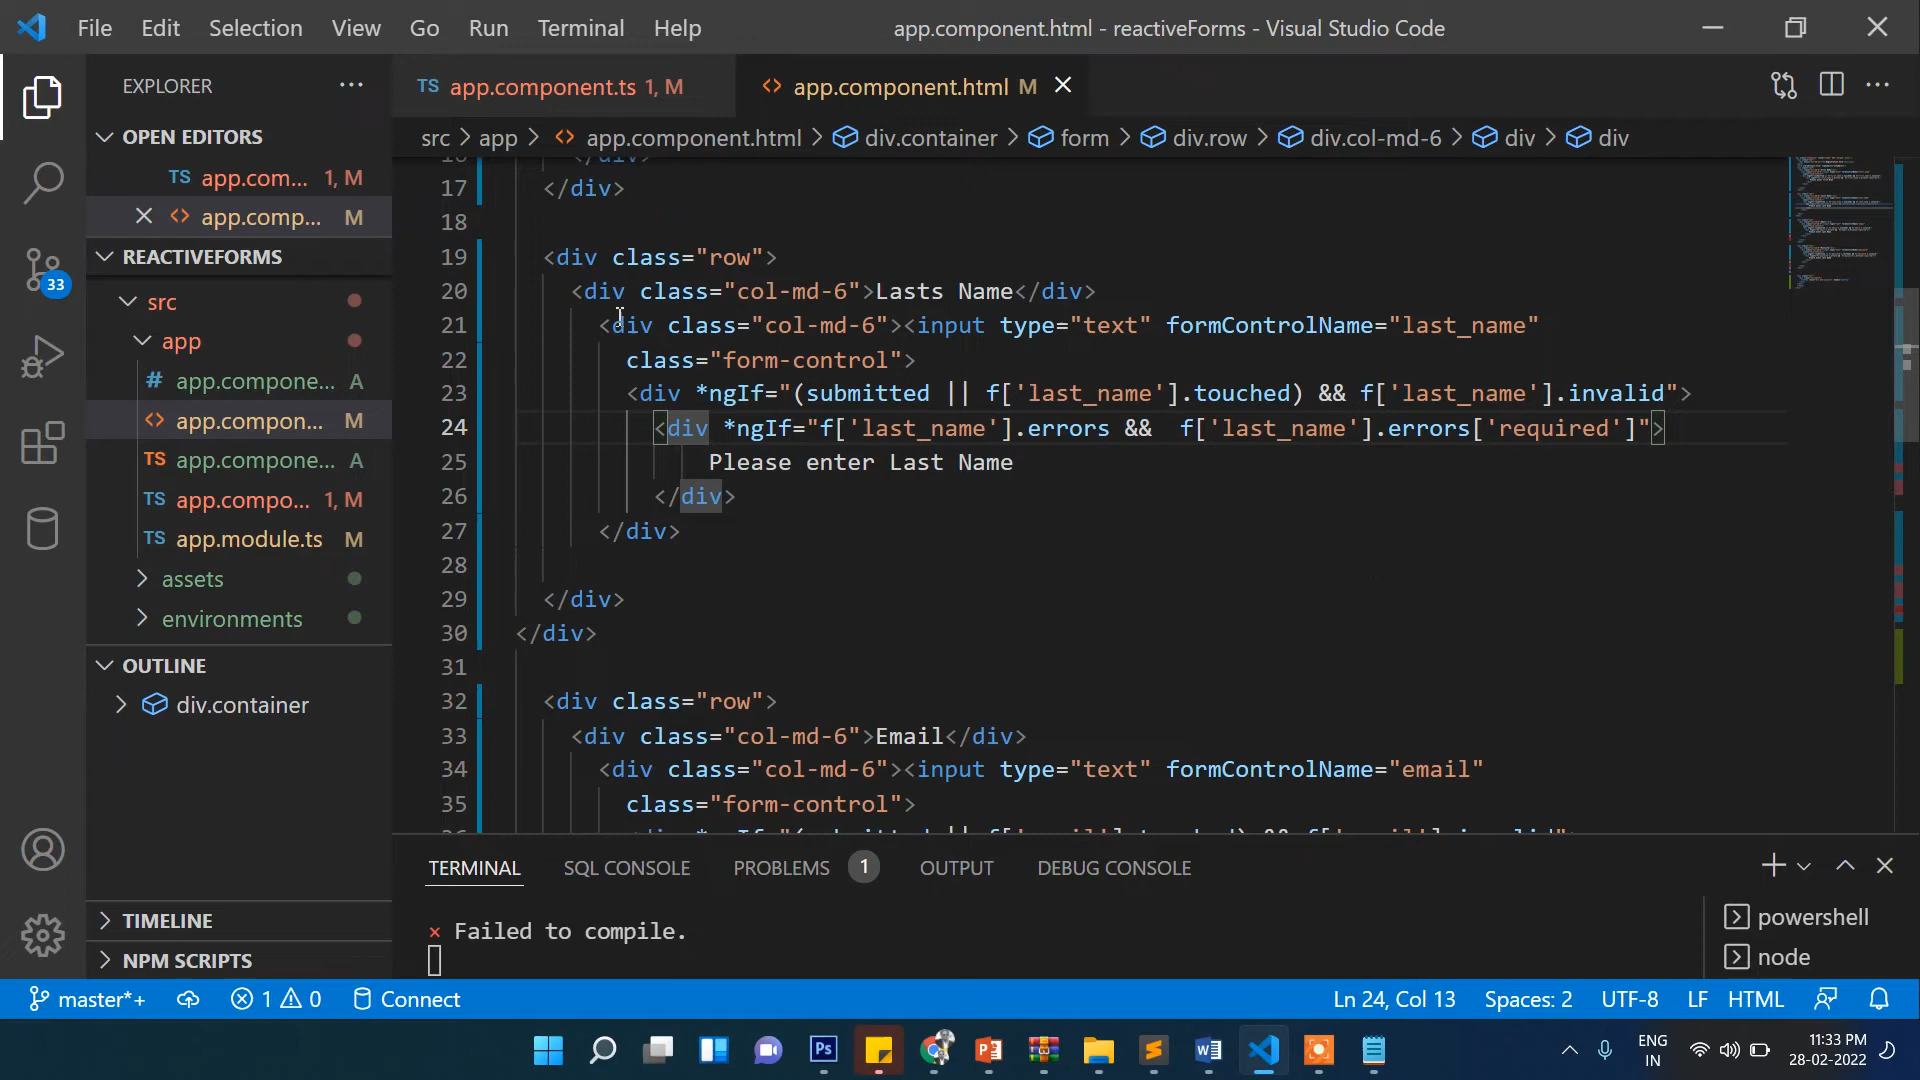 File Edit Selection View Go Run Terminal Help
app.component.html - reactiveForms - Visual Studio Code
EXPLORER
TS app.component.ts 1, M
<> app.component.html M
src > app > <> app.component.html > div.container > form > div.row > div.col-md-6 > div > div
OPEN EDITORS
TS app.com... 1, M
<> app.comp... M
REACTIVEFORMS
src
app
# app.compone... A
<> app.compon... M
TS app.compone... A
TS app.compo... 1, M
TS app.module.ts M
assets
environments
OUTLINE
div.container
TIMELINE
NPM SCRIPTS
33
17 </div>
18
19 <div class="row">
20 <div class="col-md-6">Lasts Name</div>
21 <div class="col-md-6"><input type="text" formControlName="last_name"
22 class="form-control">
23 <div *ngIf="(submitted || f['last_name'].touched) && f['last_name'].invalid">
24 <div *ngIf="f['last_name'].errors &&  f['last_name'].errors['required']">
25 Please enter Last Name
26 </div>
27 </div>
28
29 </div>
30 </div>
31
32 <div class="row">
33 <div class="col-md-6">Email</div>
34 <div class="col-md-6"><input type="text" formControlName="email"
35 class="form-control">
TERMINAL SQL CONSOLE PROBLEMS 1 OUTPUT DEBUG CONSOLE
× Failed to compile.
powershell
node
master*+ 1 0 Connect
Ln 24, Col 13 Spaces: 2 UTF-8 LF HTML
Ps
P
W
ENG
IN
11:33 PM
28-02-2022